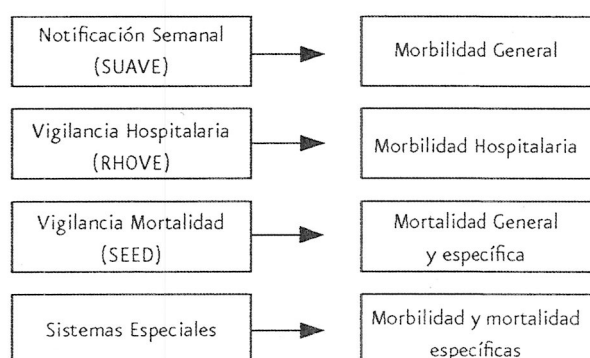 Notificación Semanal
(SUAVE)
Morbilidad General
Vigilancia Hospitalaria
(RHOVE)
Morbilidad Hospitalaria
Vigilancia Mortalidad
(SEED)
Mortalidad General
y específica
Sistemas Especiales
Morbilidad y mortalidad
específicas